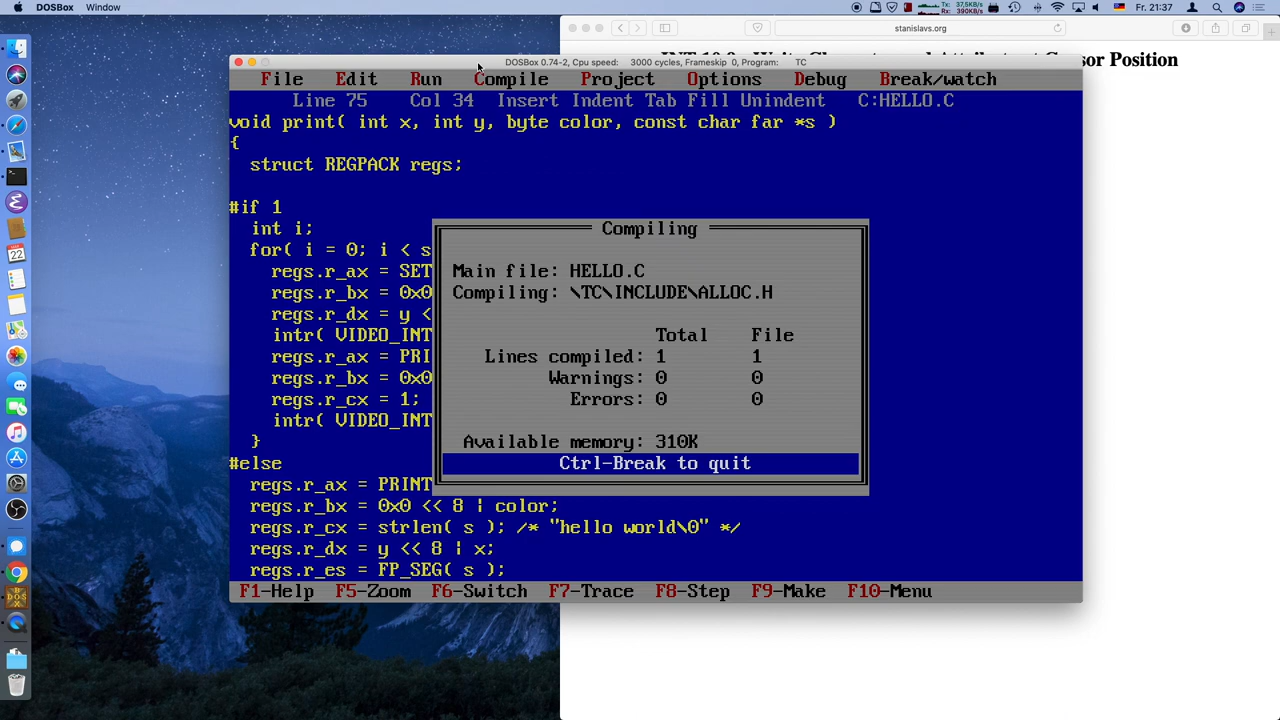 DOSBox Window
Tx: 37,5KB/s
Rx: 390KB/s
Fr. 21:37
stanislavs.org
sor Position
DOSBox 0.74-2, Cpu speed: 3000 cycles, Frameskip 0, Program: TC
File Edit Run Compile Project Options Debug Break/watch
Line 75 Col 34 Insert Indent Tab Fill Unindent C:HELLO.C
void print( int x, int y, byte color, const char far *s )
{
struct REGPACK regs;
#if 1
int i;
for( i = 0; i < s
regs.r_ax = SET
regs.r_bx = 0x0
regs.r_dx = y <
intr( VIDEO_INT
regs.r_ax = PRI
regs.r_bx = 0x0
regs.r_cx = 1;
intr( VIDEO_INT
}
#else
regs.r_ax = PRINT
regs.r_bx = 0x0 << 8 | color;
regs.r_cx = strlen( s ); /* "hello world\0" */
regs.r_dx = y << 8 | x;
regs.r_es = FP_SEG( s );
Compiling
Main file: HELLO.C
Compiling: \TC\INCLUDE\ALLOC.H
Total File
Lines compiled: 1 1
Warnings: 0 0
Errors: 0 0
Available memory: 310K
Ctrl-Break to quit
F1-Help F5-Zoom F6-Switch F7-Trace F8-Step F9-Make F10-Menu